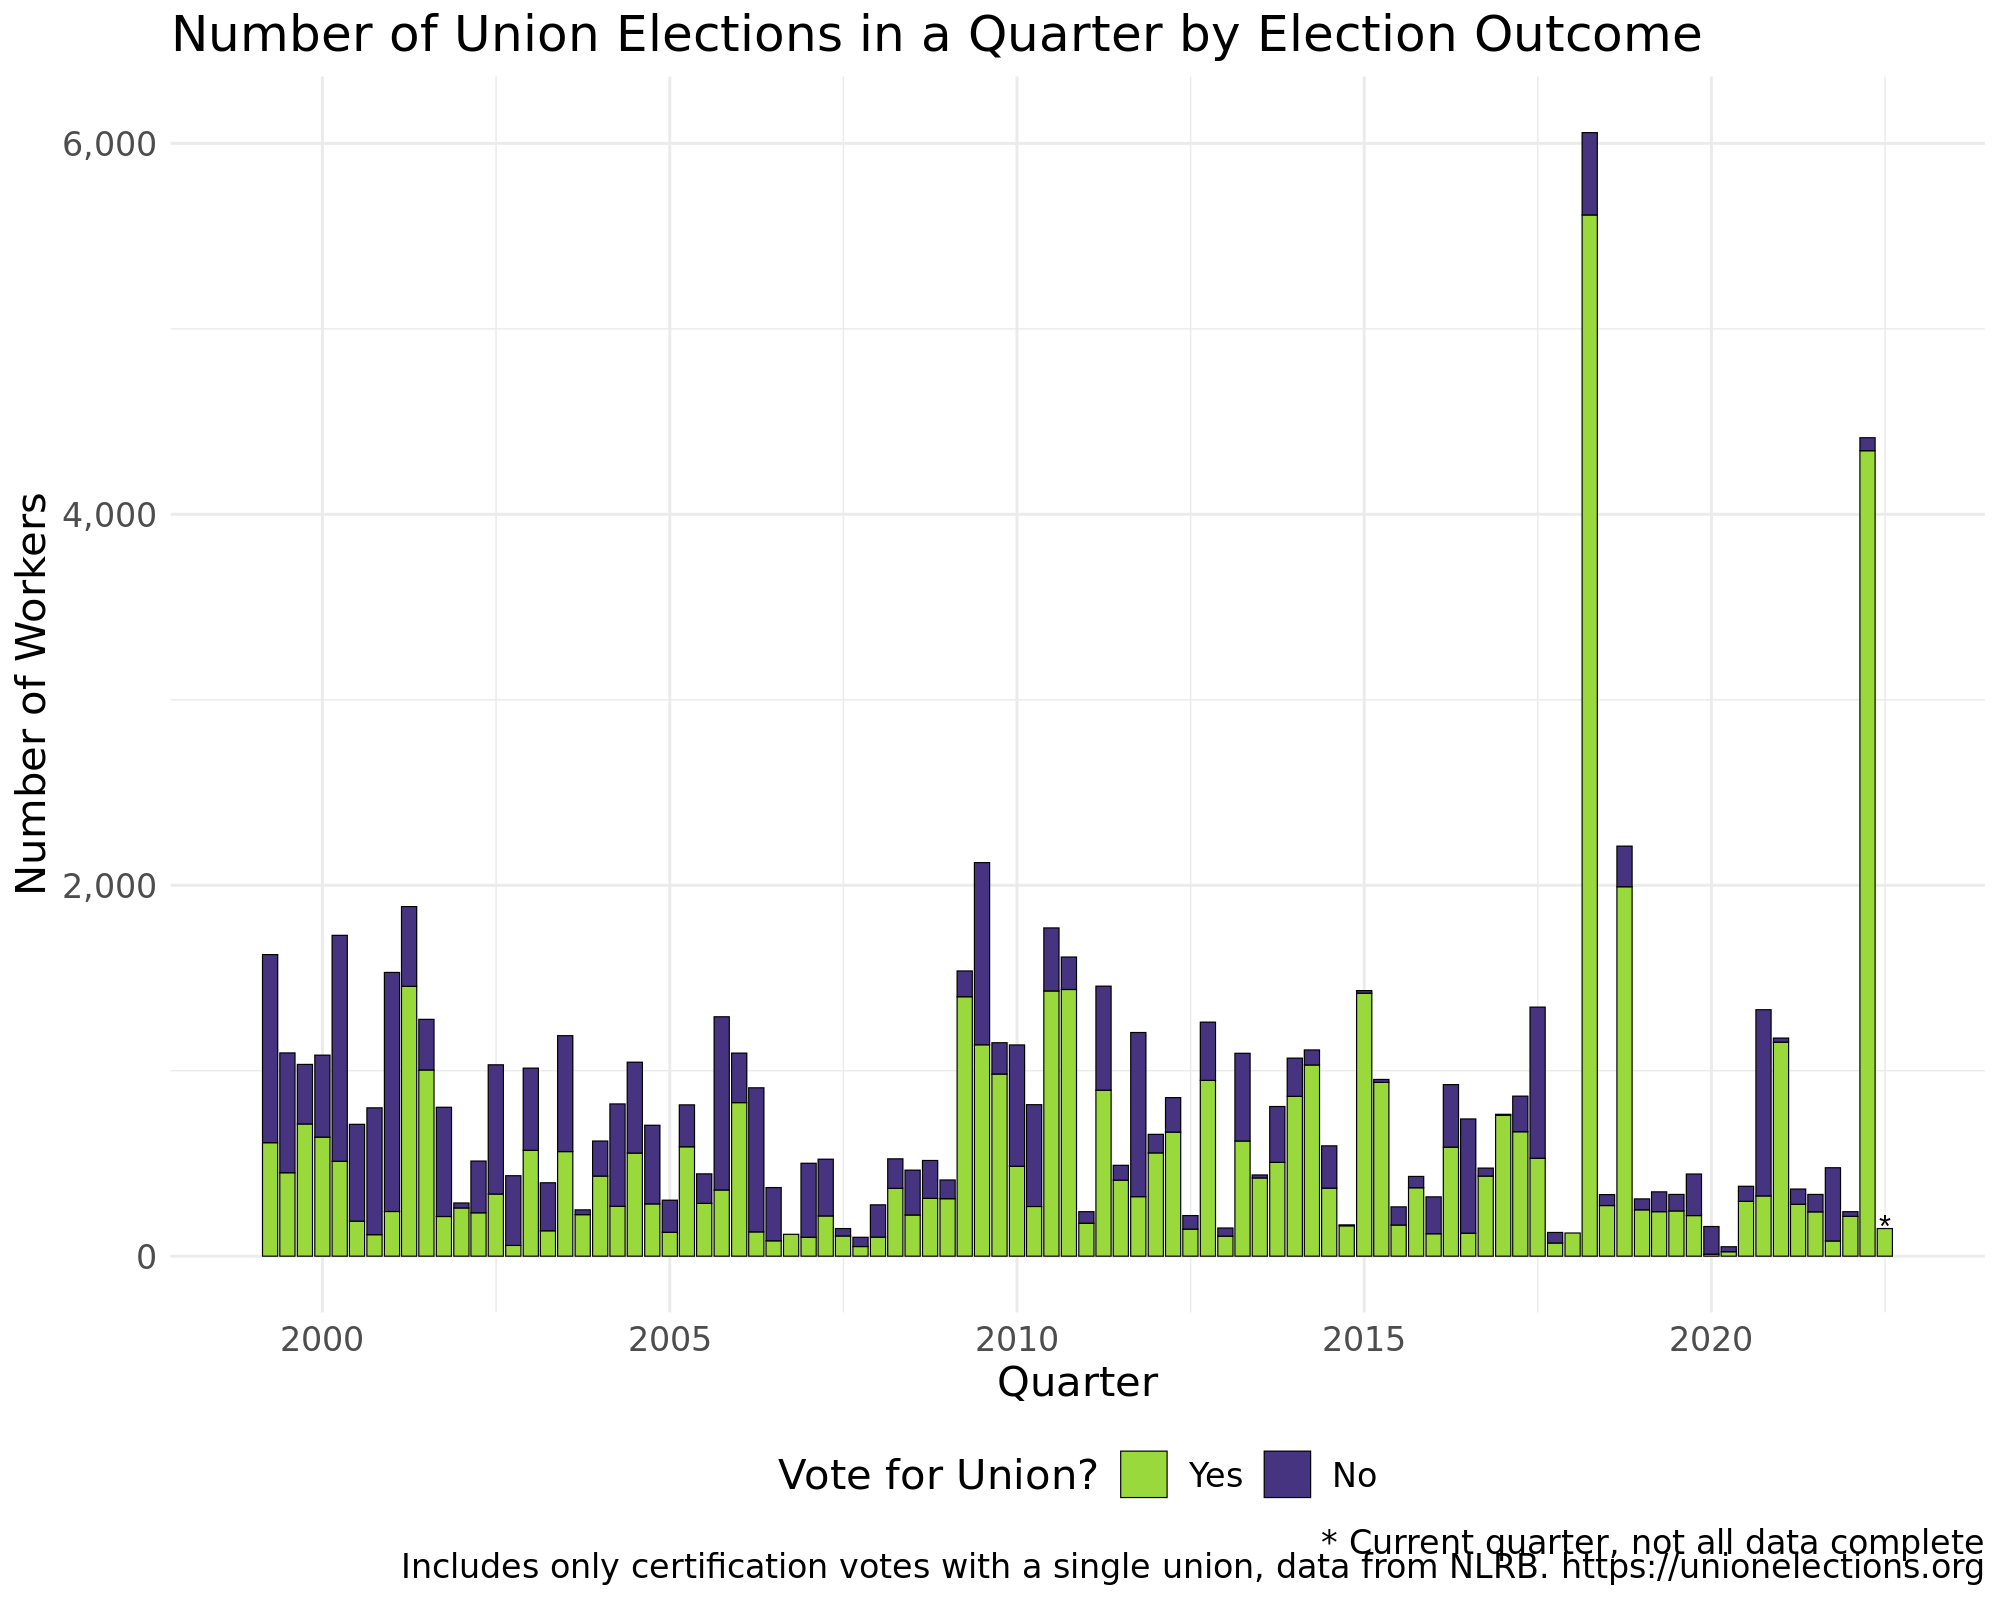 Number of Union Elections in a Quarter by Election Outcome
Number of Workers
6,000
4,000
2,000
0
*
2000 2005 2010 2015 2020
Quarter
Vote for Union? Yes No
* Current quarter, not all data complete
Includes only certification votes with a single union, data from NLRB. https://unionelections.org